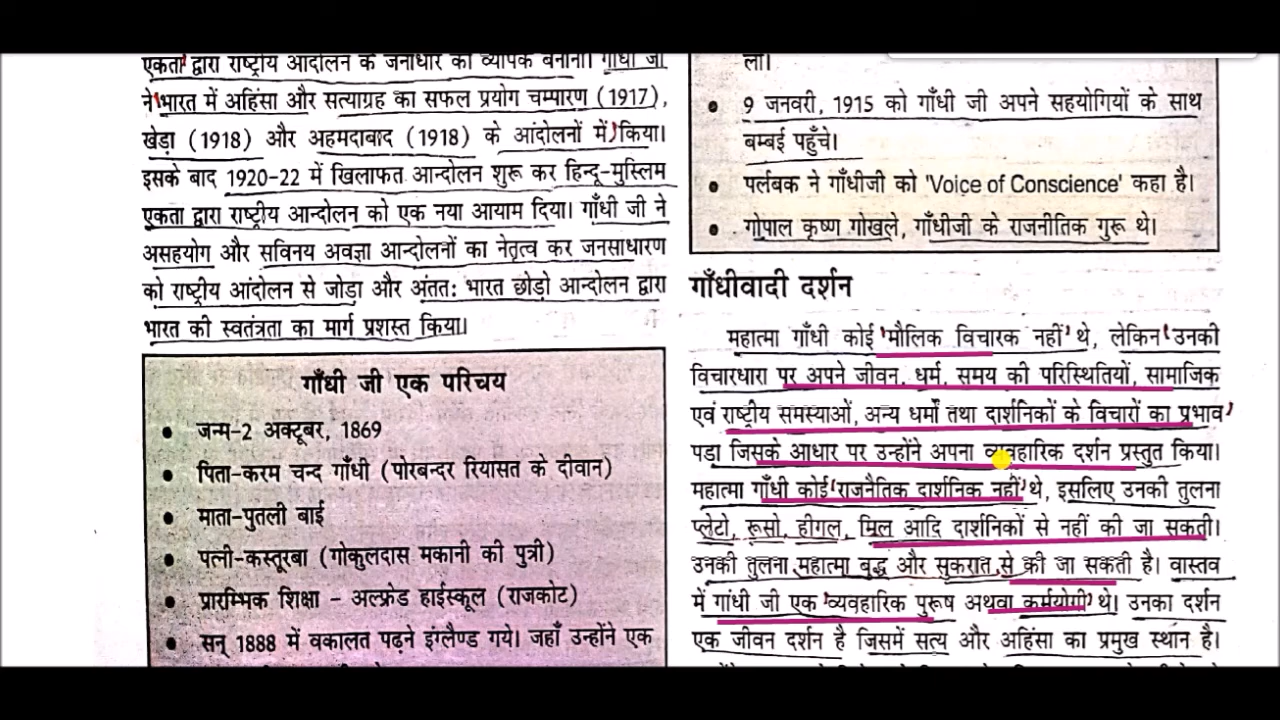 एकता द्वारा राष्ट्रीय आंदोलन के जनाधार को व्यापक बनाना। गाँधी जी
ने भारत में अहिंसा और सत्याग्रह का सफल प्रयोग चम्पारण (1917),
खेड़ा (1918) और अहमदाबाद (1918) के आंदोलनों में किया।
इसके बाद 1920-22 में खिलाफत आन्दोलन शुरू कर हिन्दू-मुस्लिम
एकता द्वारा राष्ट्रीय आन्दोलन को एक नया आयाम दिया। गाँधी जी ने
असहयोग और सविनय अवज्ञा आन्दोलनों का नेतृत्व कर जनसाधारण
को राष्ट्रीय आंदोलन से जोड़ा और अंतत: भारत छोड़ो आन्दोलन द्वारा
भारत की स्वतंत्रता का मार्ग प्रशस्त किया।
गाँधी जी एक परिचय
• जन्म-2 अक्टूबर, 1869
• पिता-करम चन्द गाँधी (पोरबन्दर रियासत के दीवान)
• माता-पुतली बाई
• पत्नी-कस्तूरबा (गोकुलदास मकानी की पुत्री)
• प्रारम्भिक शिक्षा - अल्फ्रेड हाईस्कूल (राजकोट)
• सन् 1888 में वकालत पढ़ने इंग्लैण्ड गये। जहाँ उन्होंने एक
ली।
• 9 जनवरी, 1915 को गाँधी जी अपने सहयोगियों के साथ
बम्बई पहुँचे।
• पर्लबक ने गाँधीजी को 'Voice of Conscience' कहा है।
• गोपाल कृष्ण गोखले, गाँधीजी के राजनीतिक गुरू थे।
गाँधीवादी दर्शन
महात्मा गाँधी कोई 'मौलिक विचारक नहीं' थे, लेकिन उनकी
विचारधारा पर अपने जीवन, धर्म, समय की परिस्थितियों, सामाजिक
एवं राष्ट्रीय समस्याओं, अन्य धर्मों तथा दार्शनिकों के विचारों का प्रभाव
पड़ा जिसके आधार पर उन्होंने अपना व्यवहारिक दर्शन प्रस्तुत किया।
महात्मा गाँधी कोई राजनैतिक दार्शनिक नहीं थे, इसलिए उनकी तुलना
प्लेटो, रूसो, हीगल, मिल आदि दार्शनिकों से नहीं की जा सकती।
उनकी तुलना महात्मा बुद्ध और सुकरात से की जा सकती है। वास्तव
में गाँधी जी एक व्यवहारिक पुरूष अथवा कर्मयोगी थे। उनका दर्शन
एक जीवन दर्शन है जिसमें सत्य और अहिंसा का प्रमुख स्थान है।